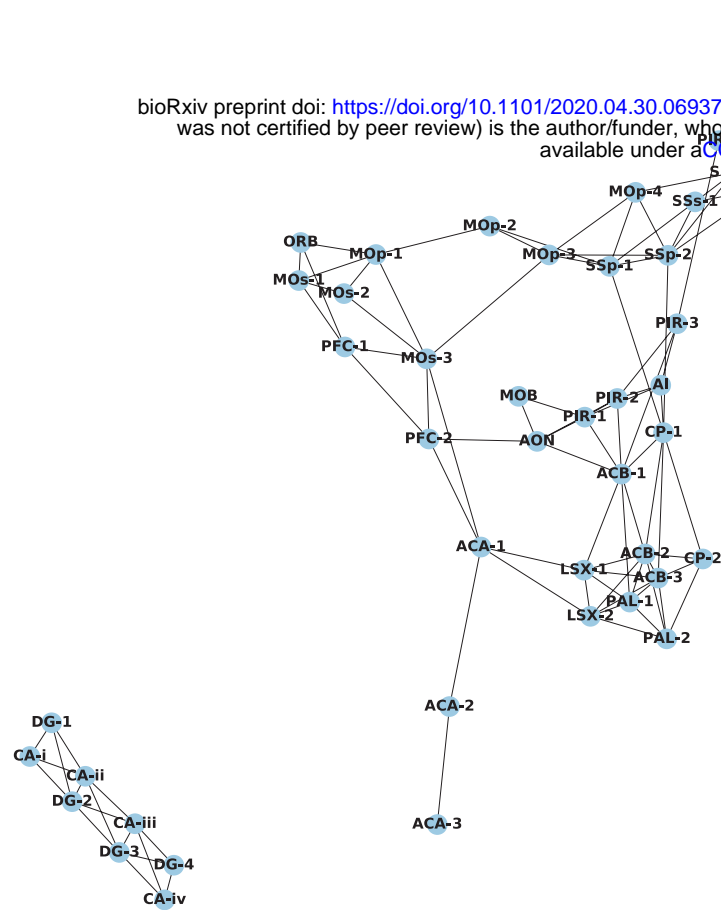 bioRxiv preprint doi: https://doi.org/10.1101/2020.04.30.06937
was not certified by peer review) is the author/funder, who
available under aCC
MOp-4
SSs-1
MOp-2
ORB
MOp-1
MOp-3
SSp-2
SSp-1
MOs-1
MOs-2
PIR-3
PFC-1
MOs-3
AI
MOB
PIR-2
PIR-1
CP-1
PFC-2
AON
ACB-1
ACA-1
ACB-2
CP-2
LSX-1
ACB-3
PAL-1
LSX-2
PAL-2
ACA-2
DG-1
CA-i
CA-ii
DG-2
CA-iii
ACA-3
DG-3
DG-4
CA-iv